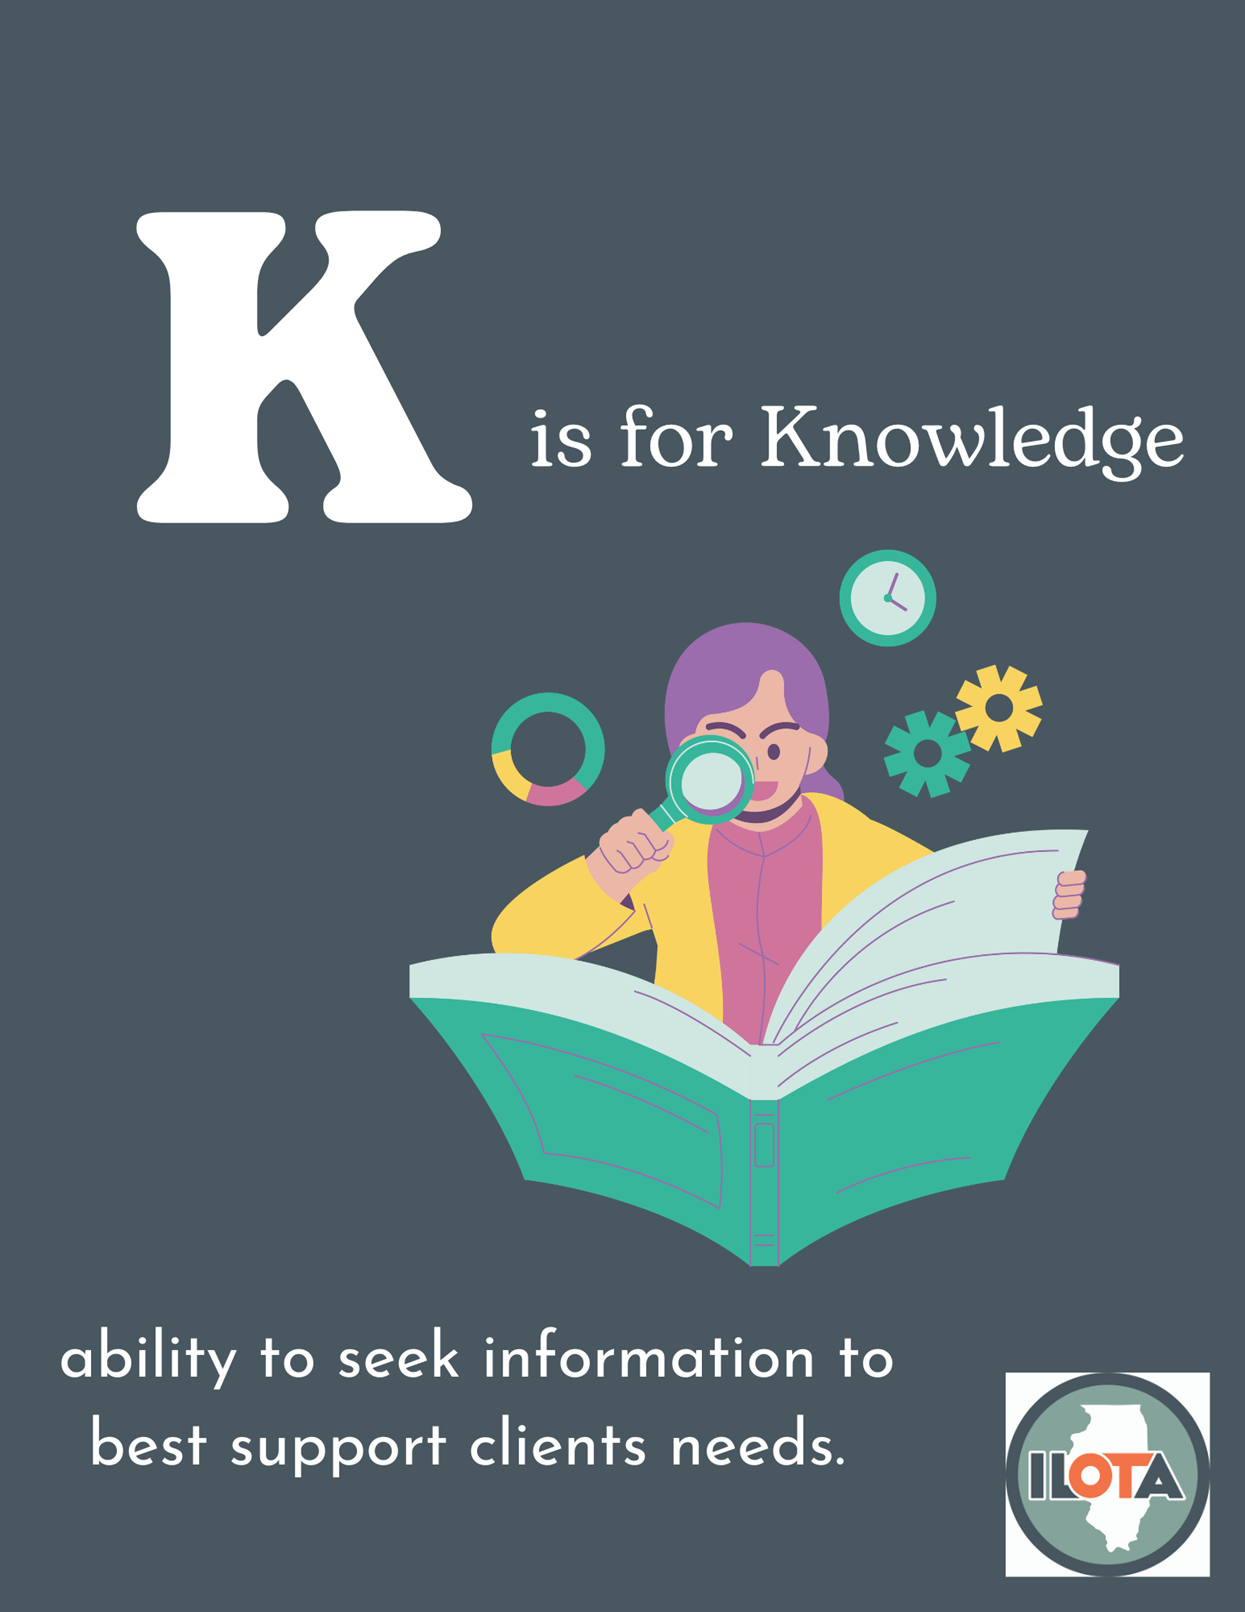 K is for Knowledge
ability to seek information to
best support clients needs.
ILOTA